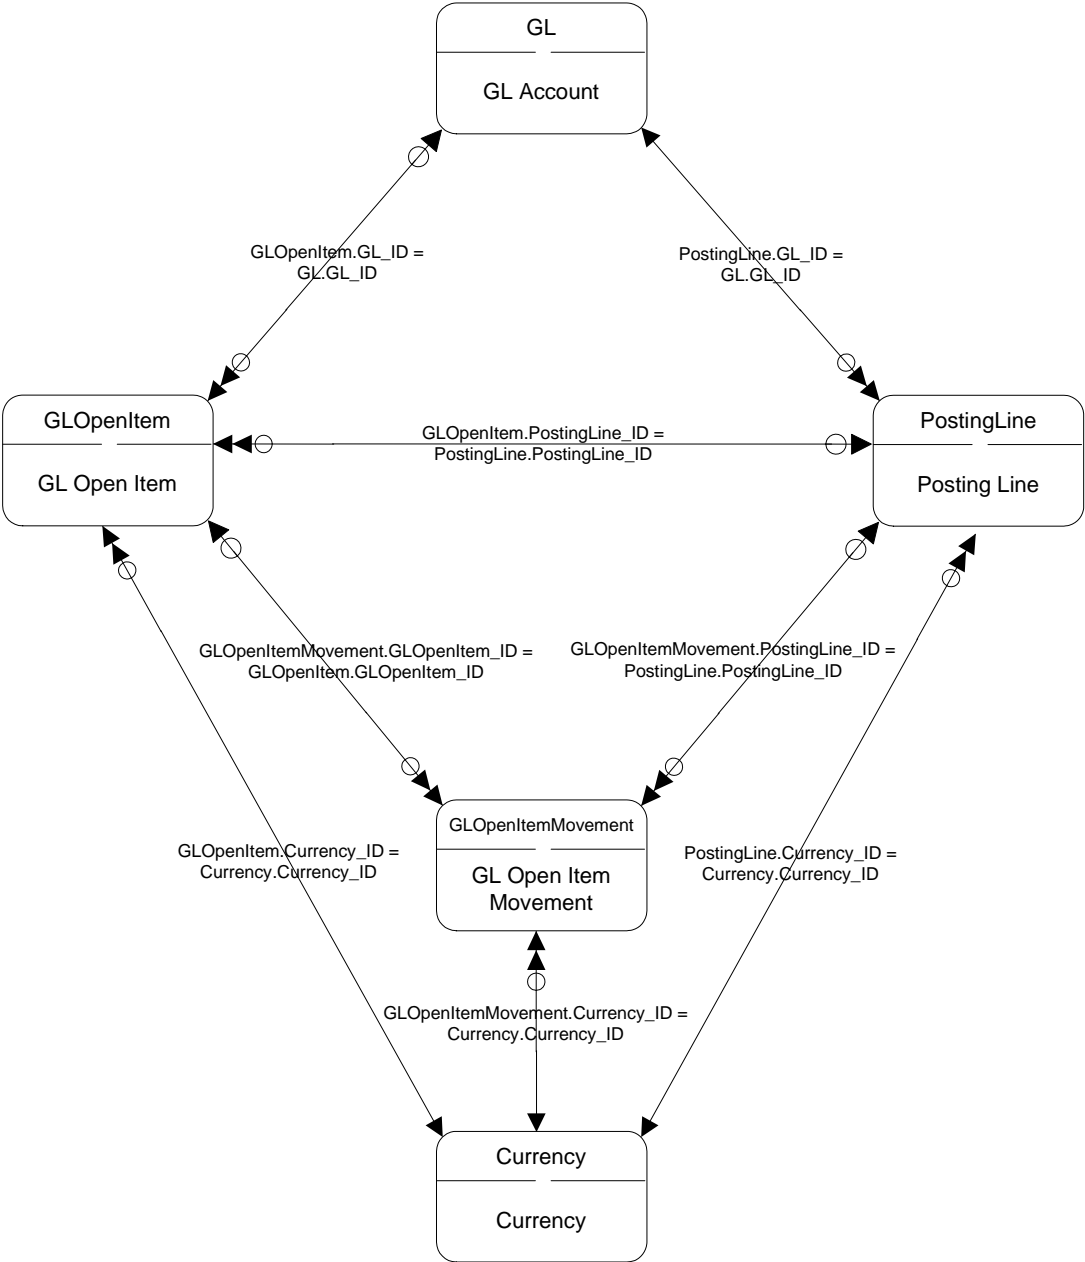 GL
GL Account
GLOpenItem.GL_ID =
GL.GL_ID
PostingLine.GL_ID =
GL.GL_ID
GLOpenItem
GL Open Item
GLOpenItem.PostingLine_ID =
PostingLine.PostingLine_ID
PostingLine
Posting Line
GLOpenItemMovement.GLOpenItem_ID =
GLOpenItem.GLOpenItem_ID
GLOpenItemMovement.PostingLine_ID =
PostingLine.PostingLine_ID
GLOpenItem.Currency_ID =
Currency.Currency_ID
GLOpenItemMovement
GL Open Item
Movement
PostingLine.Currency_ID =
Currency.Currency_ID
GLOpenItemMovement.Currency_ID =
Currency.Currency_ID
Currency
Currency